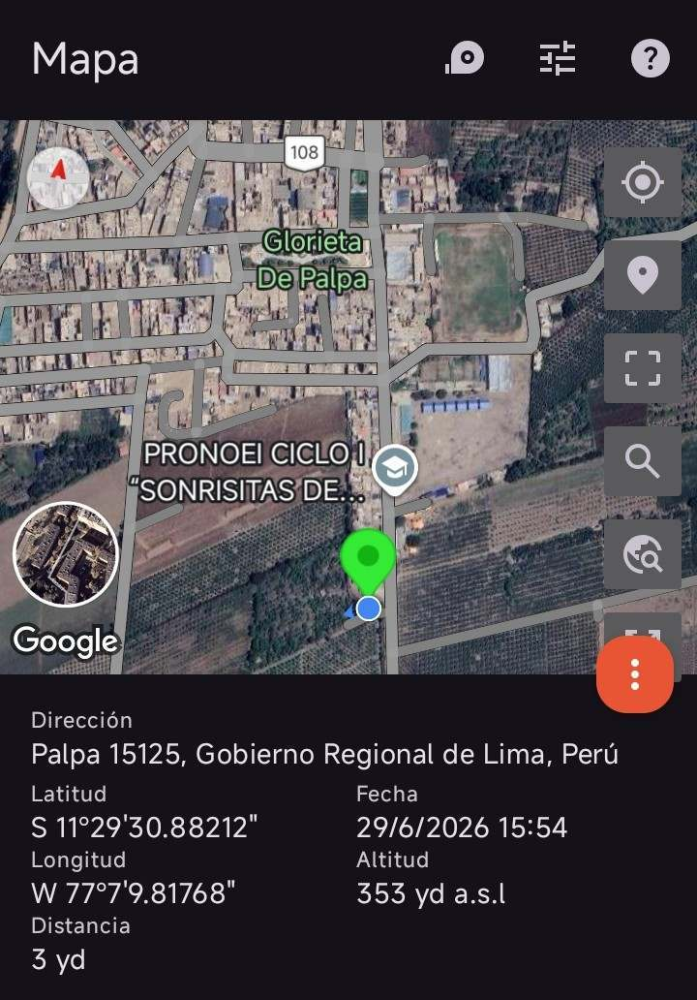 Mapa
108
Glorieta
De Palpa
PRONOEI CICLO I
"SONRISITAS DE...
Google
Dirección
Palpa 15125, Gobierno Regional de Lima, Perú
Latitud
S 11°29'30.88212"
Fecha
29/6/2026 15:54
Longitud
W 77°7'9.81768"
Altitud
353 yd a.s.l
Distancia
3 yd